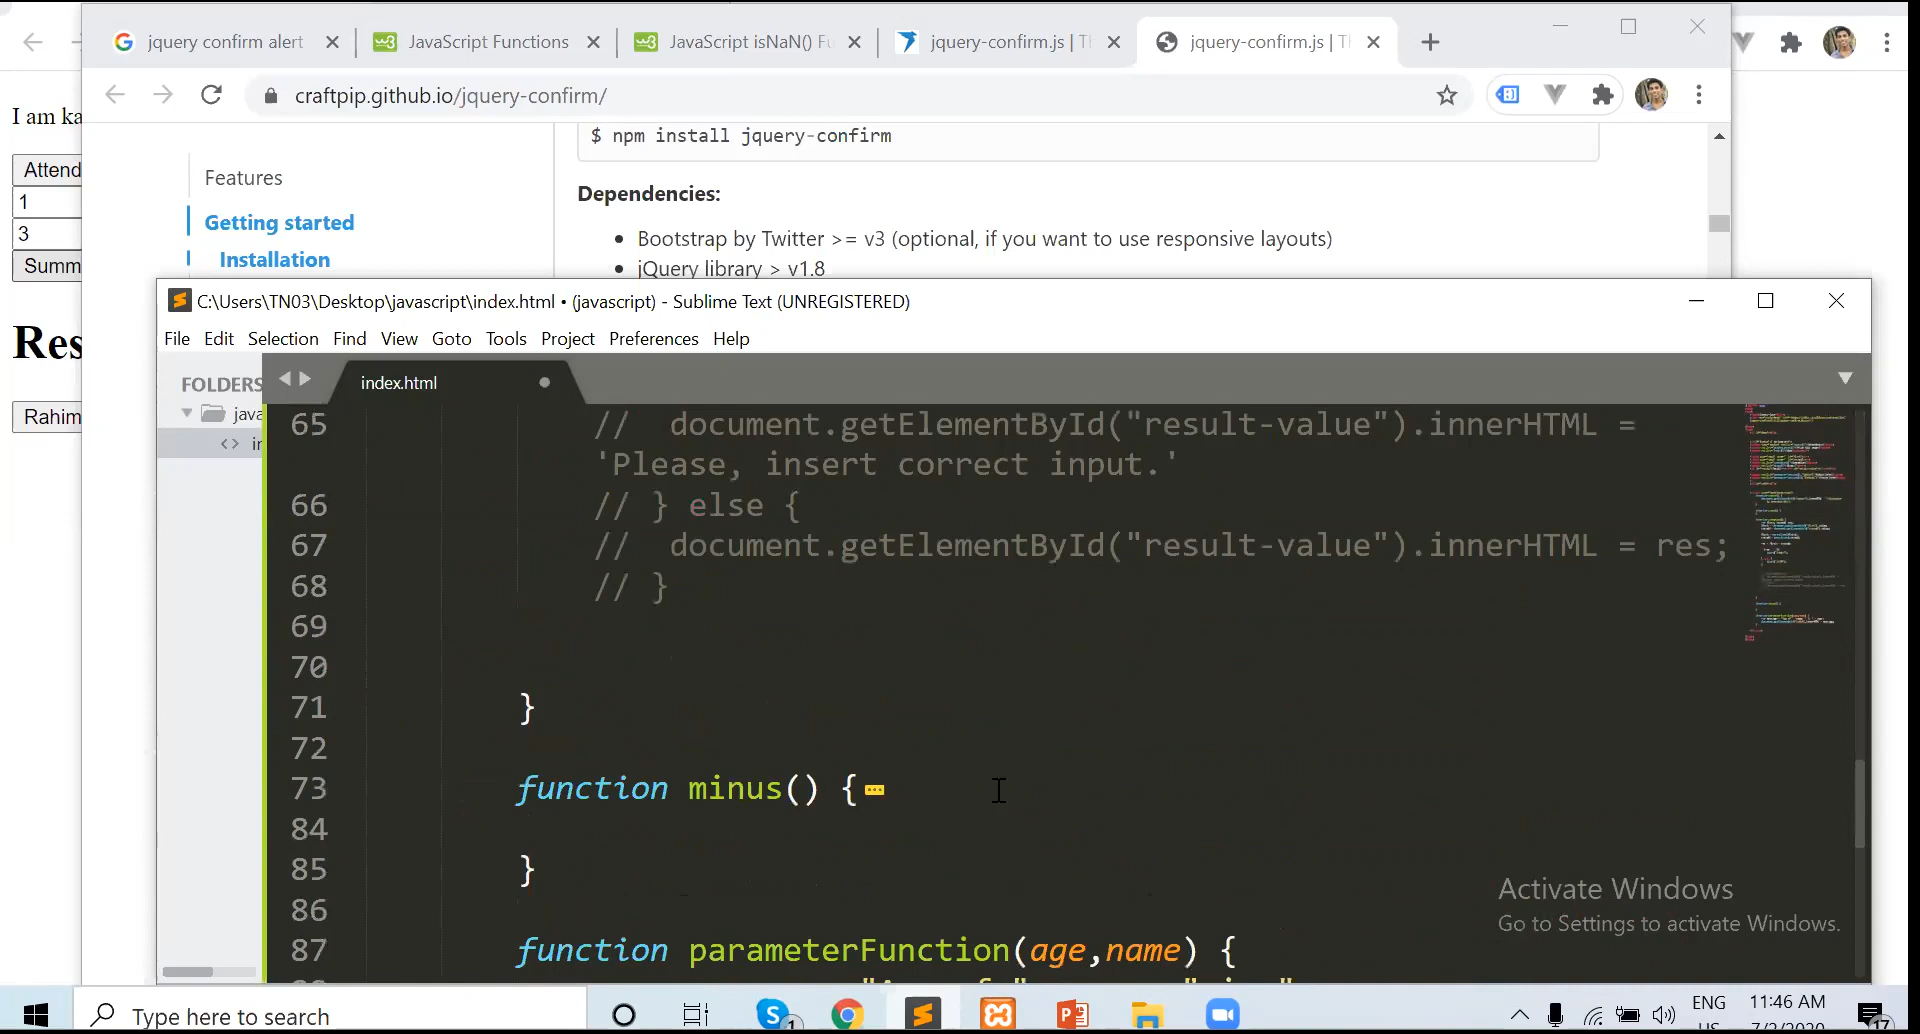 jquery confirm alert
JavaScript Functions
JavaScript isNaN() Fu
jquery-confirm.js | Th
jquery-confirm.js | Th
craftpip.github.io/jquery-confirm/
I am ka
Attend
1
3
Summ
Res
Rahim
$ npm install jquery-confirm
Features
Getting started
Installation
Dependencies:
Bootstrap by Twitter >= v3 (optional, if you want to use responsive layouts)
jQuery library > v1.8
C:\Users\TN03\Desktop\javascript\index.html • (javascript) - Sublime Text (UNREGISTERED)
File Edit Selection Find View Goto Tools Project Preferences Help
FOLDERS
java
in
index.html
65 // document.getElementById("result-value").innerHTML =
'Please, insert correct input.'
66 // } else {
67 // document.getElementById("result-value").innerHTML = res;
68 // }
69
70
71 }
72
73 function minus() {
84
85 }
86
87 function parameterFunction(age,name) {
Activate Windows
Go to Settings to activate Windows.
Type here to search
1
ENG
11:46 AM
17